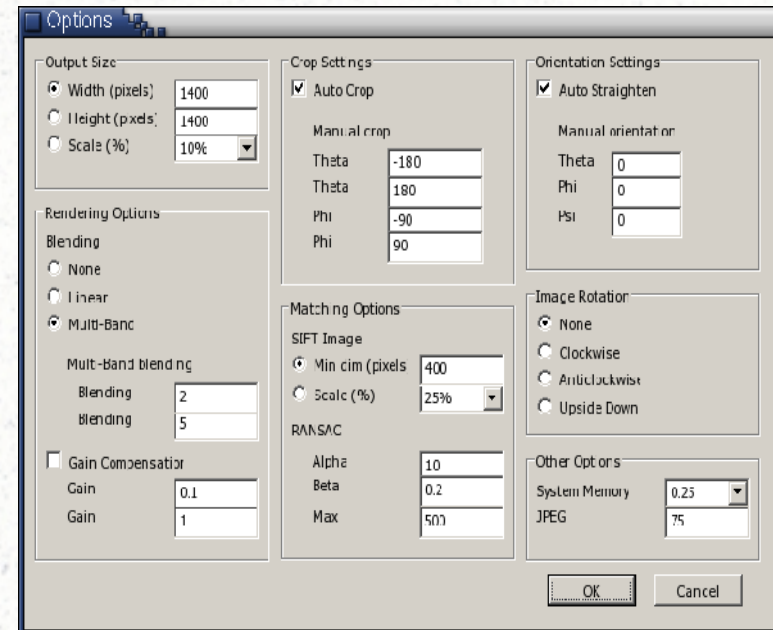 Options
Output Size
Width (pixels) 1400
Height (pixels) 1400
Scale (%) 10%
Rendering Options
Blending
None
Linear
Multi-Band
Multi-Band blending
Blending 2
Blending 5
Gain Compensation
Gain 0.1
Gain 1
Crop Settings
Auto Crop
Manual crop
Theta -180
Theta 180
Phi -90
Phi 90
Matching Options
SIFT Image
Min dim (pixels 400
Scale (%) 25%
RANSAC
Alpha 10
Beta 0.2
Max 500
Orientation Settings
Auto Straighten
Manual orientation
Theta 0
Phi 0
Psi 0
Image Rotation
None
Clockwise
Anticlockwise
Upside Down
Other Options
System Memory 0.25
JPEG 75
OK Cancel